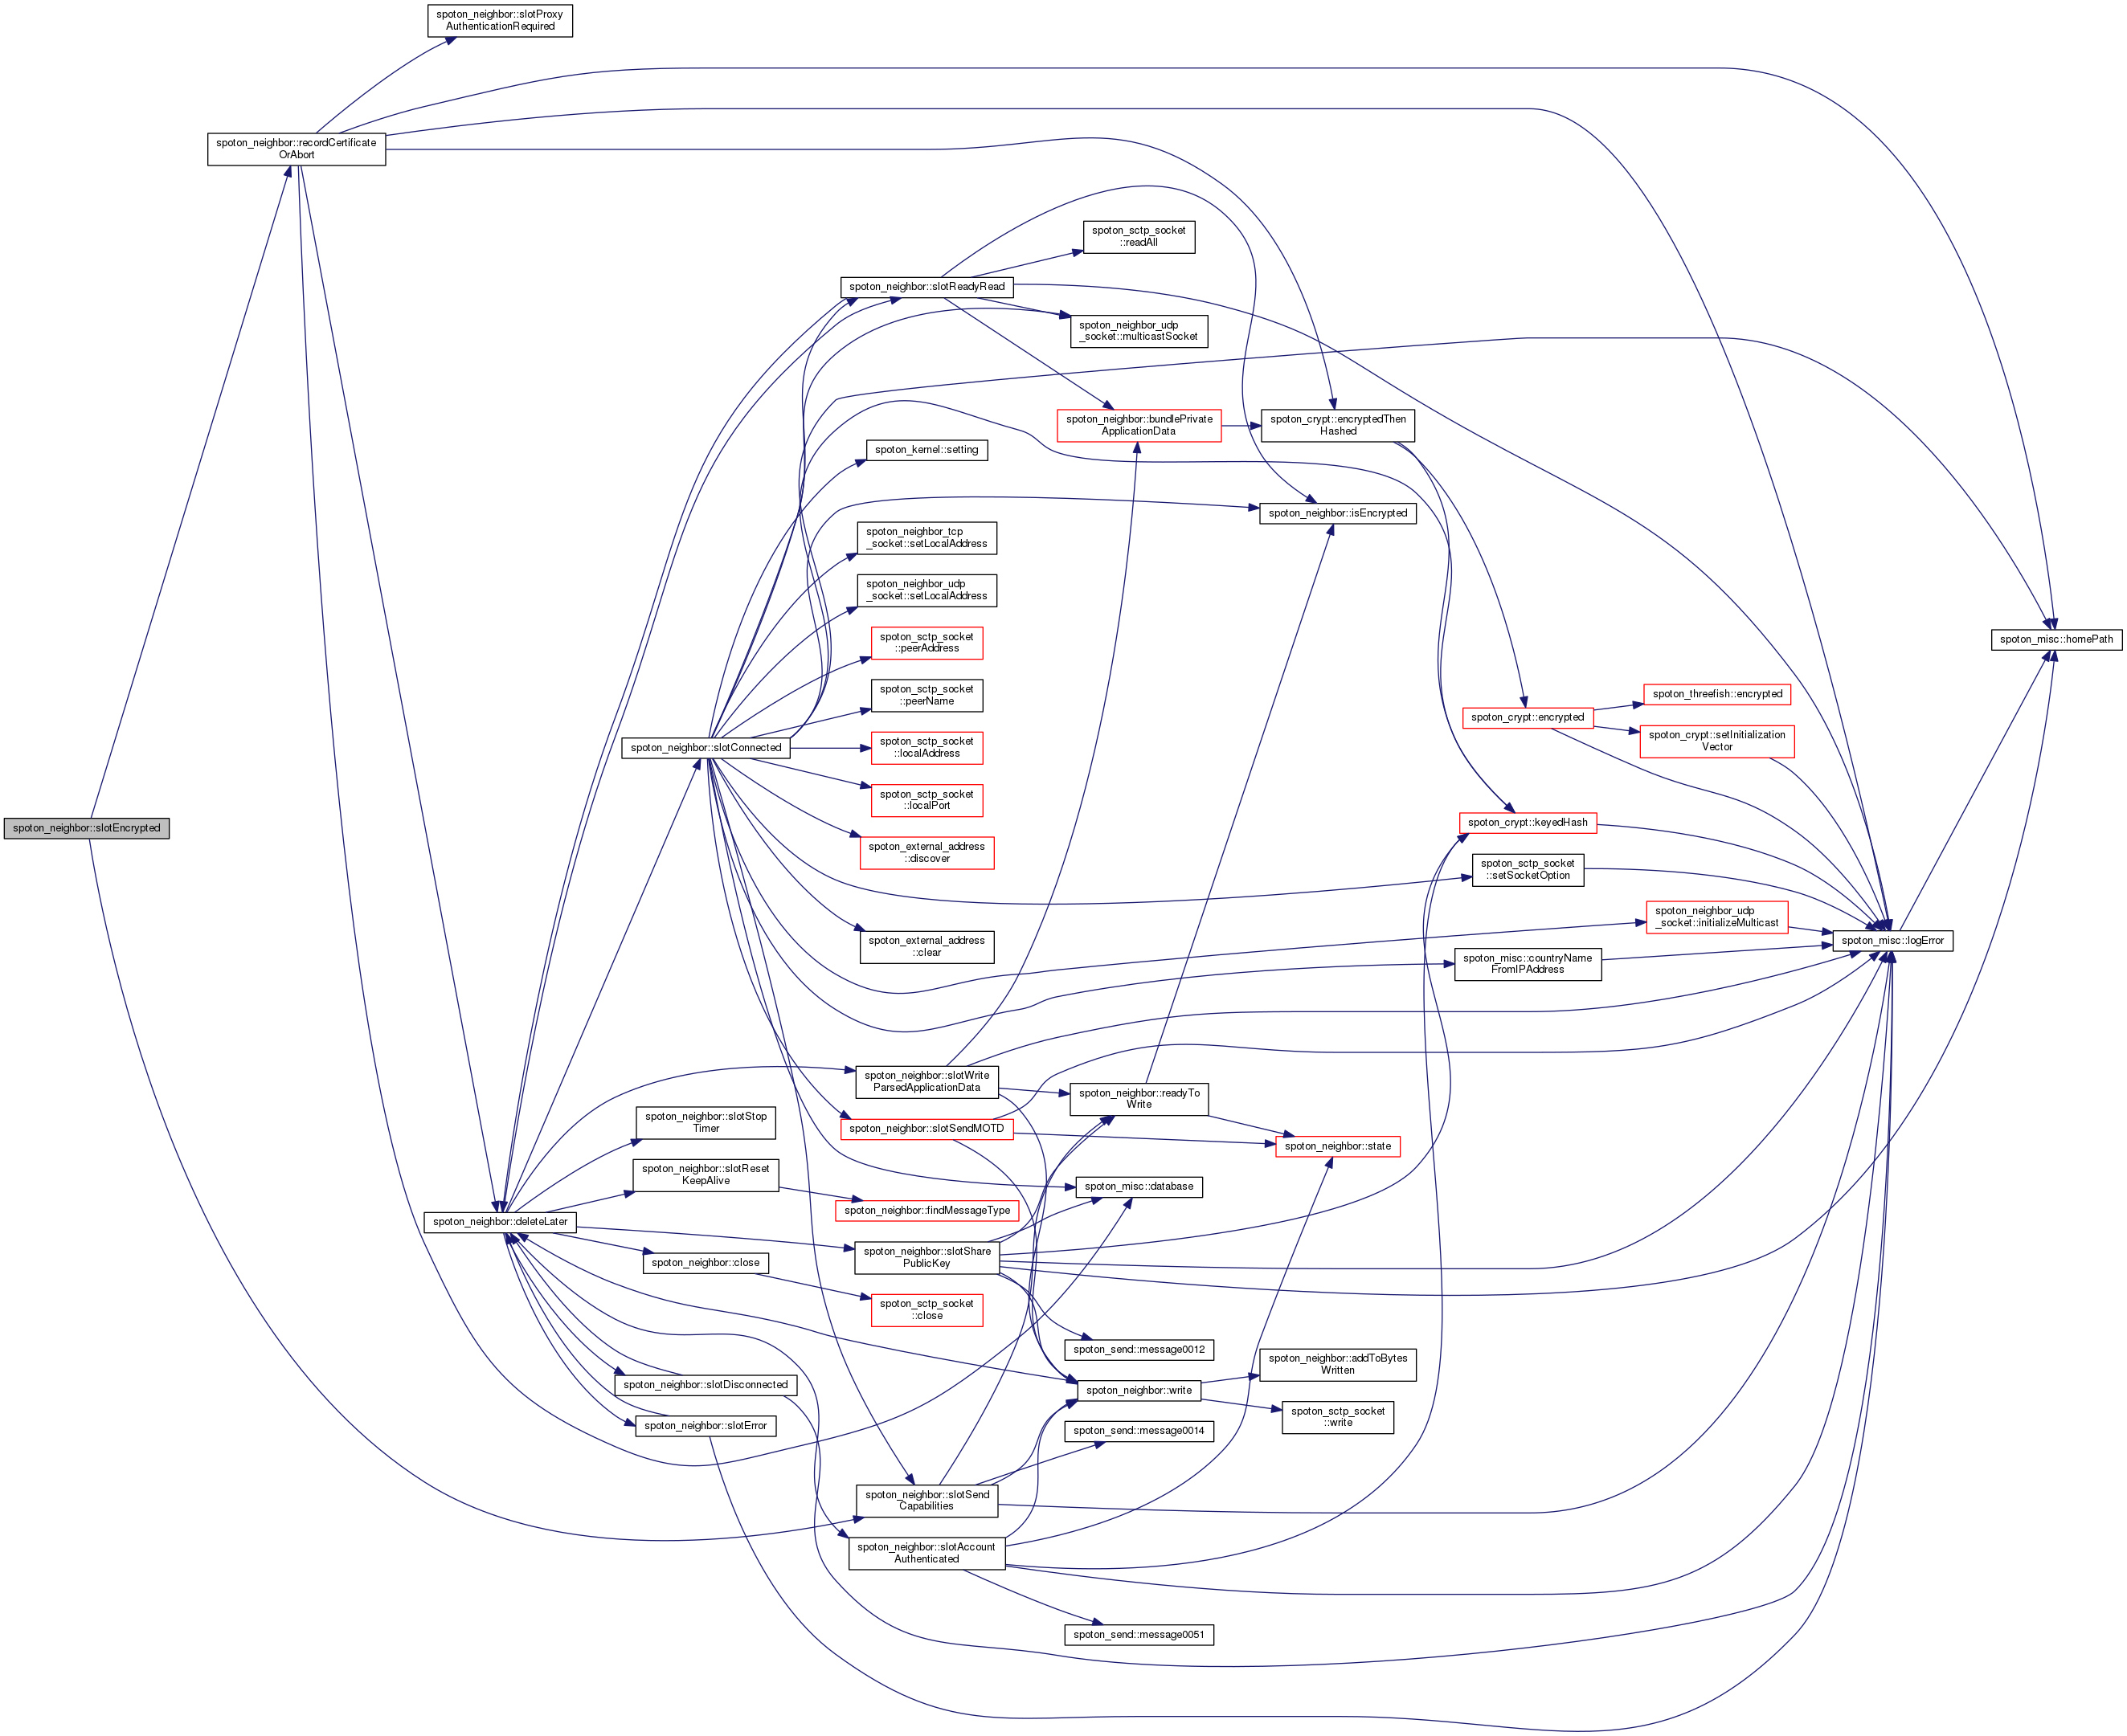 spoton_neighbor::slotProxy
AuthenticationRequired
spoton_neighbor::recordCertificate
OrAbort
spoton_sctp_socket
::readAll
spoton_neighbor::slotReadyRead
spoton_neighbor_udp
_socket::multicastSocket
spoton_neighbor::bundlePrivate
ApplicationData
spoton_crypt::encryptedThen
Hashed
spoton_kernel::setting
spoton_neighbor::isEncrypted
spoton_neighbor_tcp
_socket::setLocalAddress
spoton_neighbor_udp
_socket::setLocalAddress
spoton_misc::homePath
spoton_sctp_socket
::peerAddress
spoton_sctp_socket
::peerName
spoton_threefish::encrypted
spoton_crypt::encrypted
spoton_crypt::setInitialization
Vector
spoton_neighbor::slotConnected
spoton_sctp_socket
::localAddress
spoton_sctp_socket
::localPort
spoton_neighbor::slotEncrypted
spoton_crypt::keyedHash
spoton_external_address
::discover
spoton_sctp_socket
::setSocketOption
spoton_neighbor_udp
_socket::initializeMulticast
spoton_external_address
::clear
spoton_misc::logError
spoton_misc::countryName
FromIPAddress
spoton_neighbor::slotWrite
ParsedApplicationData
spoton_neighbor::readyTo
Write
spoton_neighbor::slotStop
Timer
spoton_neighbor::slotSendMOTD
spoton_neighbor::state
spoton_neighbor::slotReset
KeepAlive
spoton_misc::database
spoton_neighbor::findMessageType
spoton_neighbor::deleteLater
spoton_neighbor::slotShare
PublicKey
spoton_neighbor::close
spoton_sctp_socket
::close
spoton_send::message0012
spoton_neighbor::addToBytes
Written
spoton_neighbor::slotDisconnected
spoton_neighbor::write
spoton_sctp_socket
::write
spoton_neighbor::slotError
spoton_send::message0014
spoton_neighbor::slotSend
Capabilities
spoton_neighbor::slotAccount
Authenticated
spoton_send::message0051